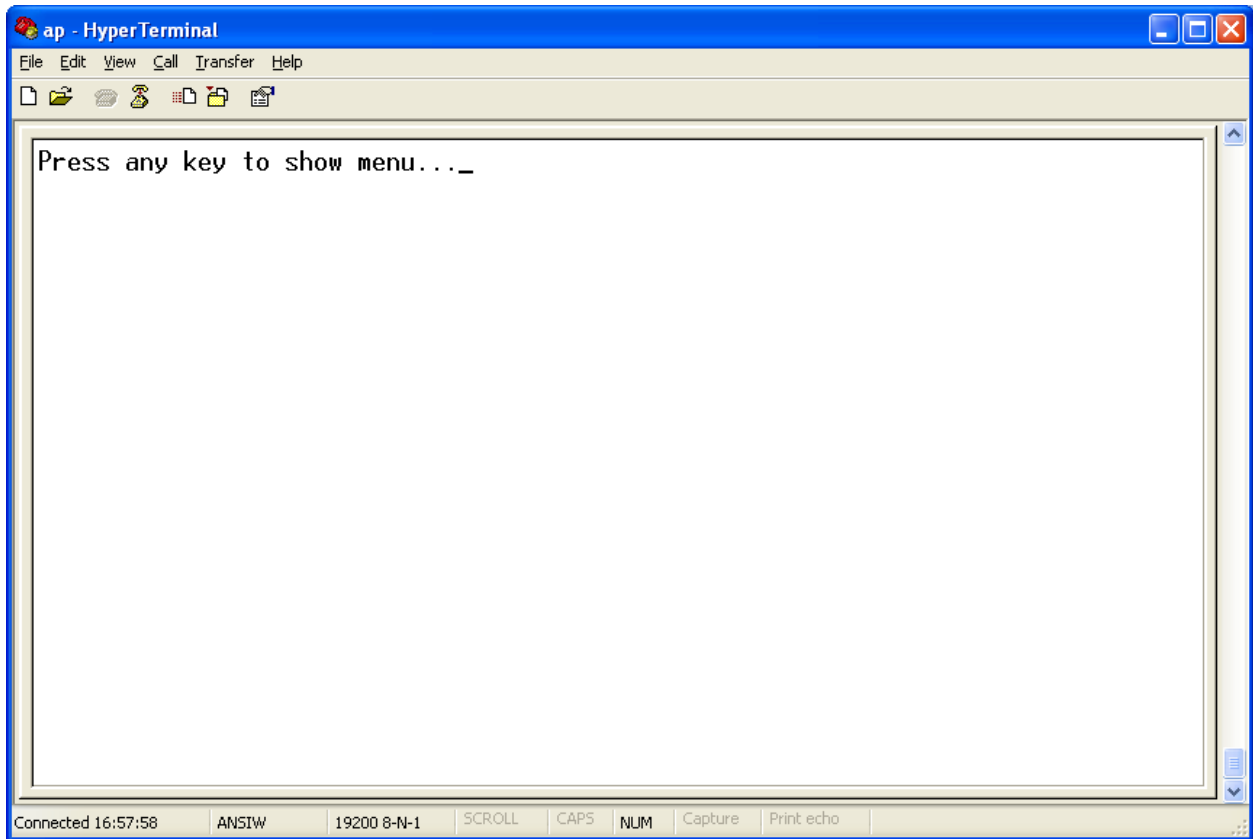 ap - HyperTerminal
File Edit View Call Transfer Help
Press any key to show menu..._
Connected 16:57:58 ANSIW 19200 8-N-1 SCROLL CAPS NUM Capture Print echo